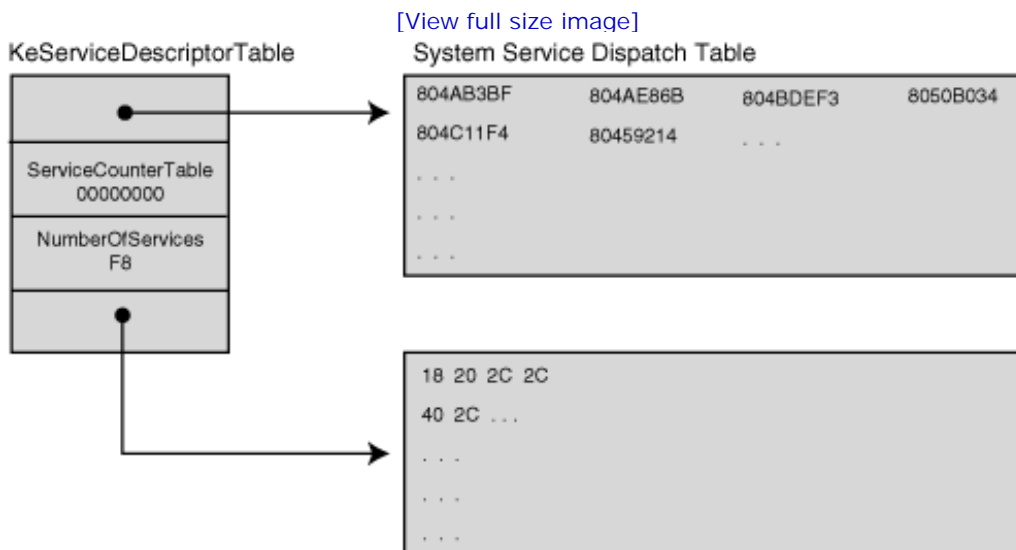 [View full size image]
KeServiceDescriptorTable
System Service Dispatch Table
804AB3BF 804AE86B 804BDEF3 8050B034
804C11F4 80459214 . . .
. . .
. . .
. . .
ServiceCounterTable
00000000
NumberOfServices
F8
18 20 2C 2C
40 2C ...
. . .
. . .
. . .